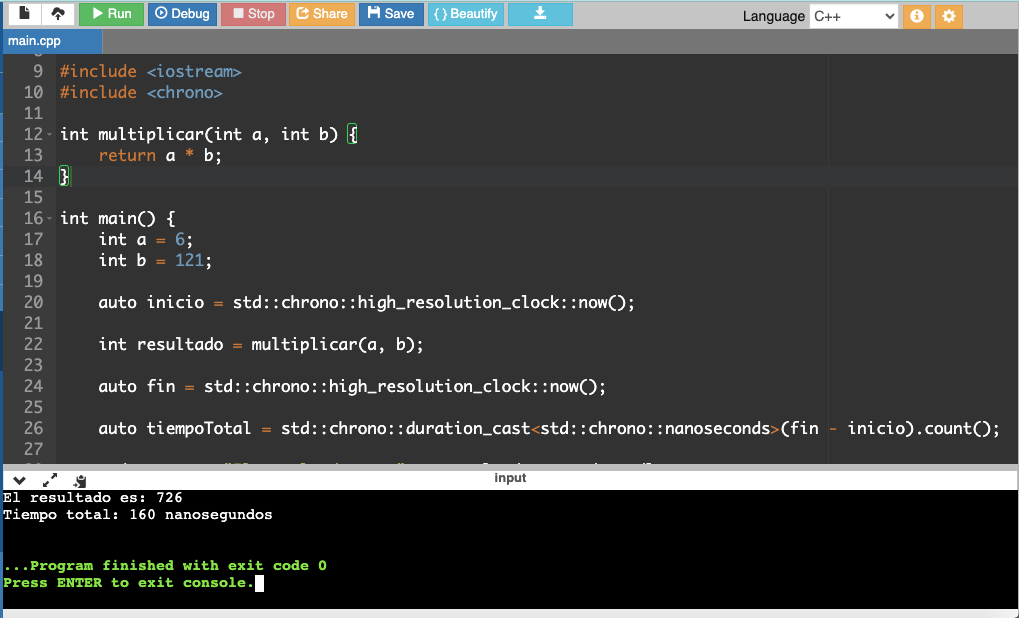 Run Debug Stop Share Save { } Beautify Language C++
main.cpp
9 #include <iostream>
10 #include <chrono>
11
12 int multiplicar(int a, int b) {
13 return a * b;
14 }
15
16 int main() {
17 int a = 6;
18 int b = 121;
19
20 auto inicio = std::chrono::high_resolution_clock::now();
21
22 int resultado = multiplicar(a, b);
23
24 auto fin = std::chrono::high_resolution_clock::now();
25
26 auto tiempoTotal = std::chrono::duration_cast<std::chrono::nanoseconds>(fin - inicio).count();
27
input
El resultado es: 726
Tiempo total: 160 nanosegundos
...Program finished with exit code 0
Press ENTER to exit console.